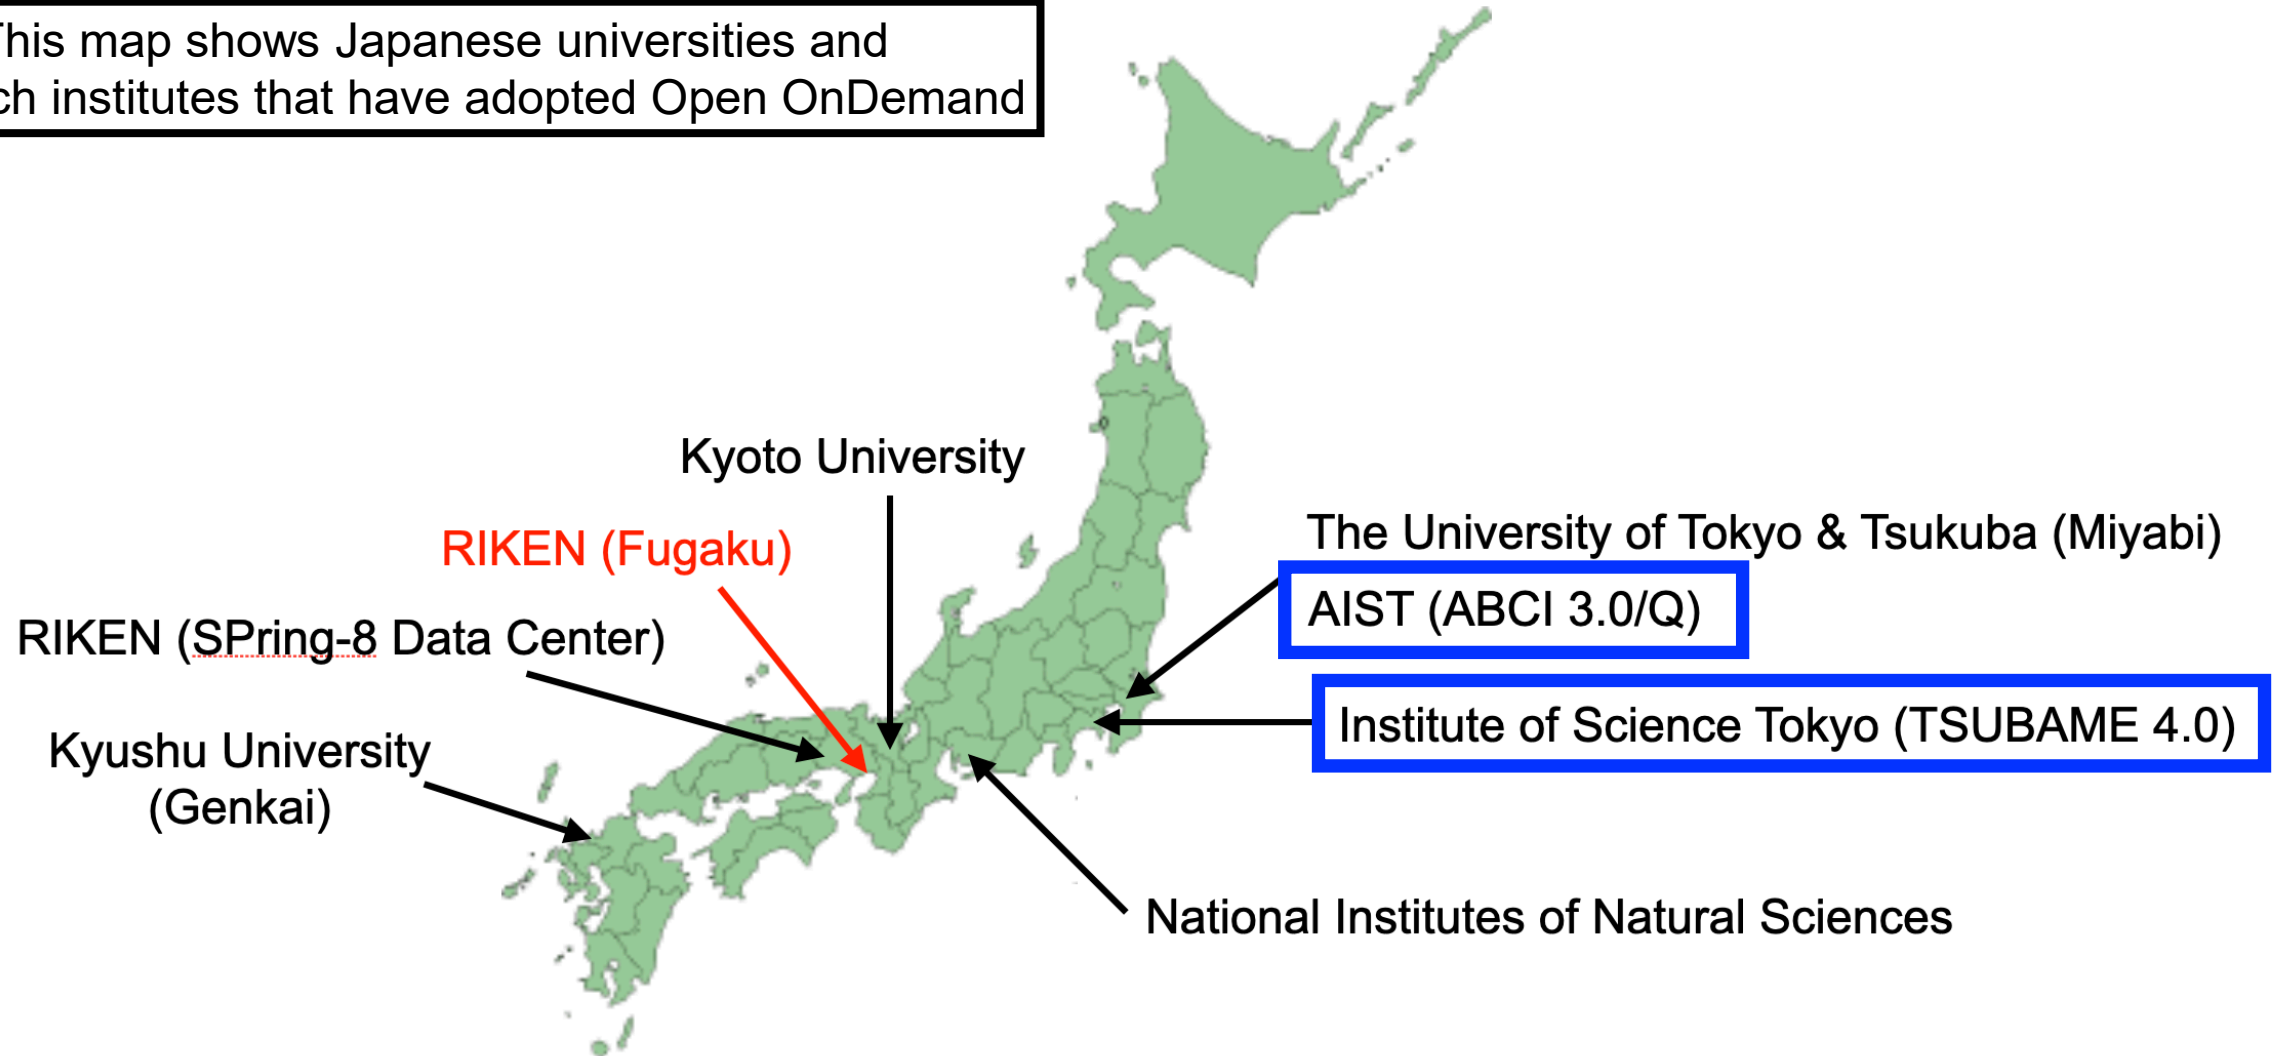 his map shows Japanese universities and
ch institutes that have adopted Open OnDemand
Kyoto University
RIKEN (Fugaku)
The University of Tokyo & Tsukuba (Miyabi)
AIST (ABCI 3.0/Q)
RIKEN (SPring-8 Data Center)
Institute of Science Tokyo (TSUBAME 4.0)
Kyushu University
(Genkai)
National Institutes of Natural Sciences